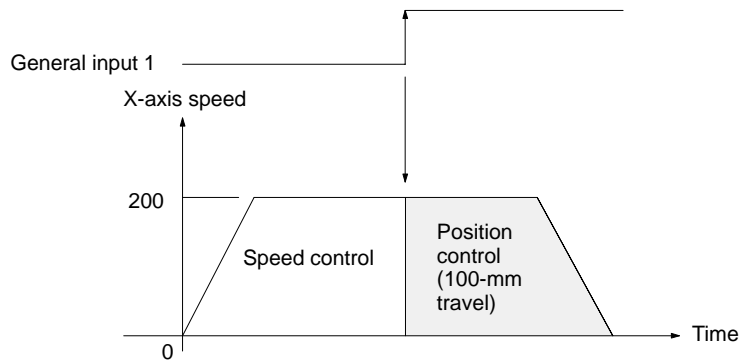 General input 1
X-axis speed
200
Speed control
Position
control
(100-mm
travel)
Time
0